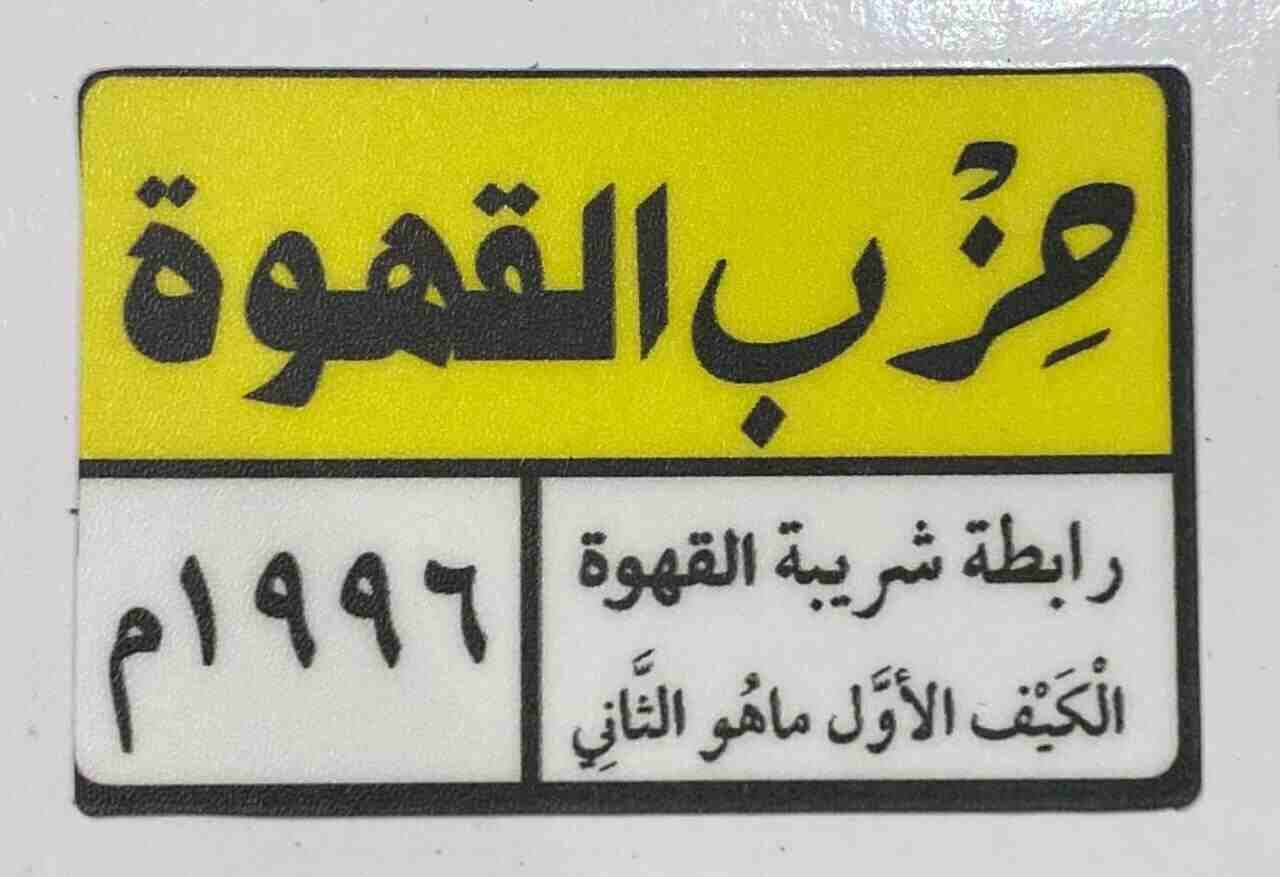 حِزْب القهوة
رابطة شريبة القهوة
الْكَيْف الأوَّل ماهُو الثَّانِي
١٩٩٦م